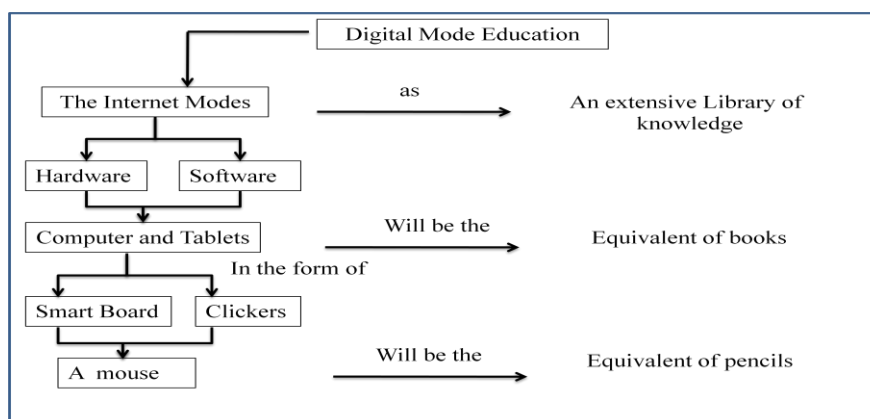 Digital Mode Education
The Internet Modes
as
An extensive Library of
knowledge
Hardware
Software
Computer and Tablets
Will be the
Equivalent of books
In the form of
Smart Board
Clickers
A mouse
Will be the
Equivalent of pencils